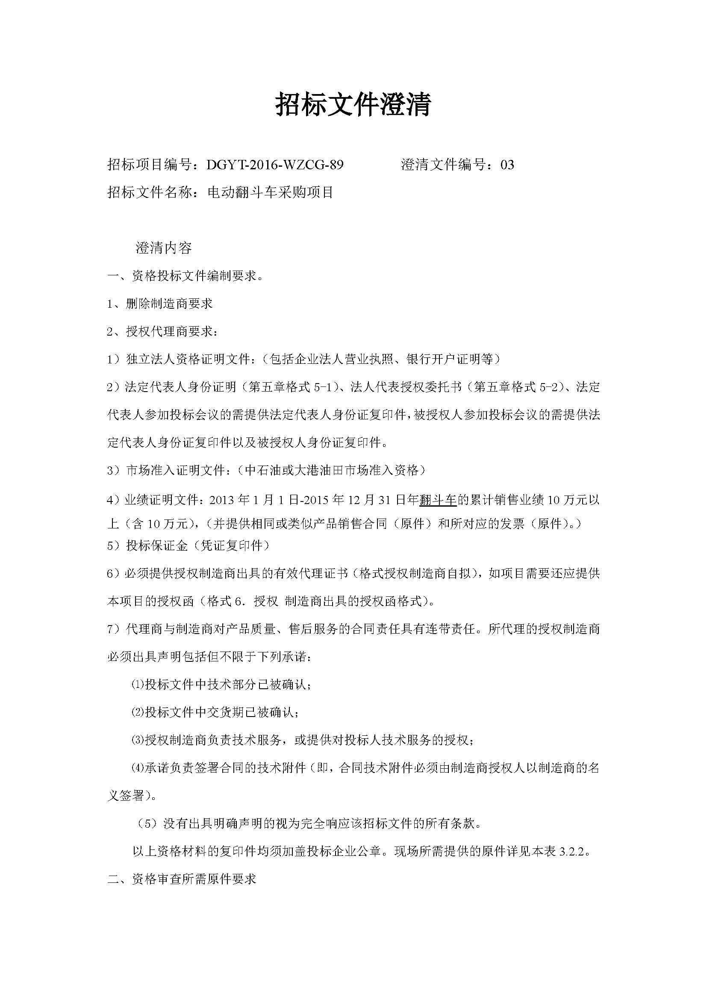 招标文件澄清
招标项目编号：DGYT-2016-WZCG-89 澄清文件编号：03
招标文件名称：电动翻斗车采购项目
澄清内容
一、资格投标文件编制要求。
1、删除制造商要求
2、授权代理商要求：
1）独立法人资格证明文件：（包括企业法人营业执照、银行开户证明等）
2）法定代表人身份证明（第五章格式 5-1）、法人代表授权委托书（第五章格式 5-2）、法定
代表人参加投标会议的需提供法定代表人身份证复印件，被授权人参加投标会议的需提供法
定代表人身份证复印件以及被授权人身份证复印件。
3）市场准入证明文件：（中石油或大港油田市场准入资格）
4）业绩证明文件：2013 年 1 月 1 日-2015 年 12 月 31 日年翻斗车的累计销售业绩 10 万元以
上（含 10 万元），（并提供相同或类似产品销售合同（原件）和所对应的发票（原件）。）
5）投标保证金（凭证复印件）
6）必须提供授权制造商出具的有效代理证书（格式授权制造商自拟），如项目需要还应提供
本项目的授权函（格式 6．授权 制造商出具的授权函格式）。
7）代理商与制造商对产品质量、售后服务的合同责任具有连带责任。所代理的授权制造商
必须出具声明包括但不限于下列承诺：
⑴投标文件中技术部分已被确认；
⑵投标文件中交货期已被确认；
⑶授权制造商负责技术服务，或提供对投标人技术服务的授权；
⑷承诺负责签署合同的技术附件（即，合同技术附件必须由制造商授权人以制造商的名
义签署）。
（5）没有出具明确声明的视为完全响应该招标文件的所有条款。
以上资格材料的复印件均须加盖投标企业公章。现场所需提供的原件详见本表 3.2.2。
二、资格审查所需原件要求